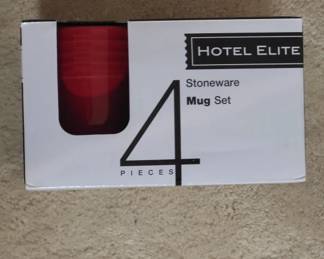 HOTEL ELITE
Stoneware
Mug Set
4
PIECES